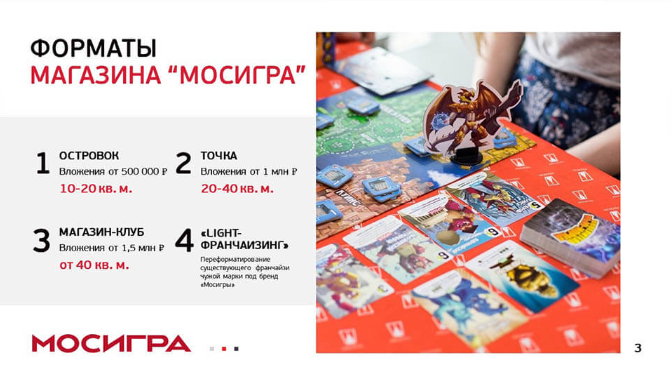 ФОРМАТЫ
МАГАЗИНА “МОСИГРА”
1 ОСТРОВОК
Вложения от 500 000 ₽
10-20 кв. м.
2 ТОЧКА
Вложения от 1 млн ₽
20-40 кв. м.
3 МАГАЗИН-КЛУБ
Вложения от 1,5 млн ₽
от 40 кв. м.
4 «LIGHT-
ФРАНЧАЙЗИНГ»
Переформатирование
существующего франчайзи
чужой марки под бренд
«Мосигры»
МОСИГРА
3